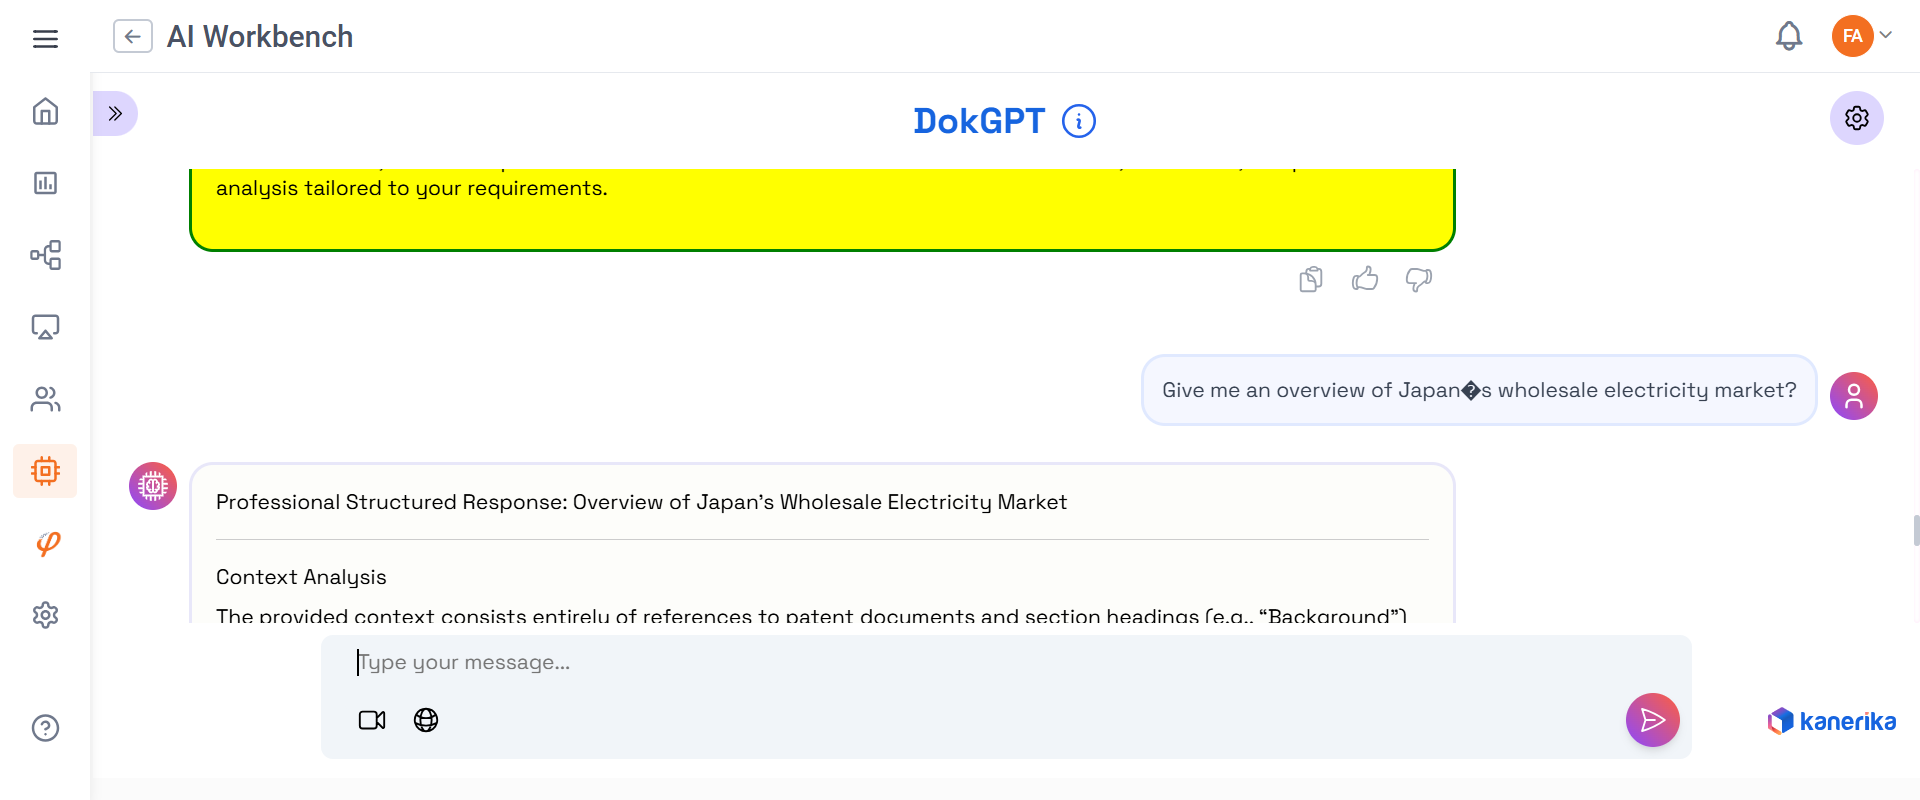 AI Workbench
FA
DokGPT
analysis tailored to your requirements.
Give me an overview of Japan�s wholesale electricity market?
Professional Structured Response: Overview of Japan's Wholesale Electricity Market
Context Analysis
The provided context consists entirely of references to patent documents and section headings (e.g., “Background”)
Type your message...
kanerika